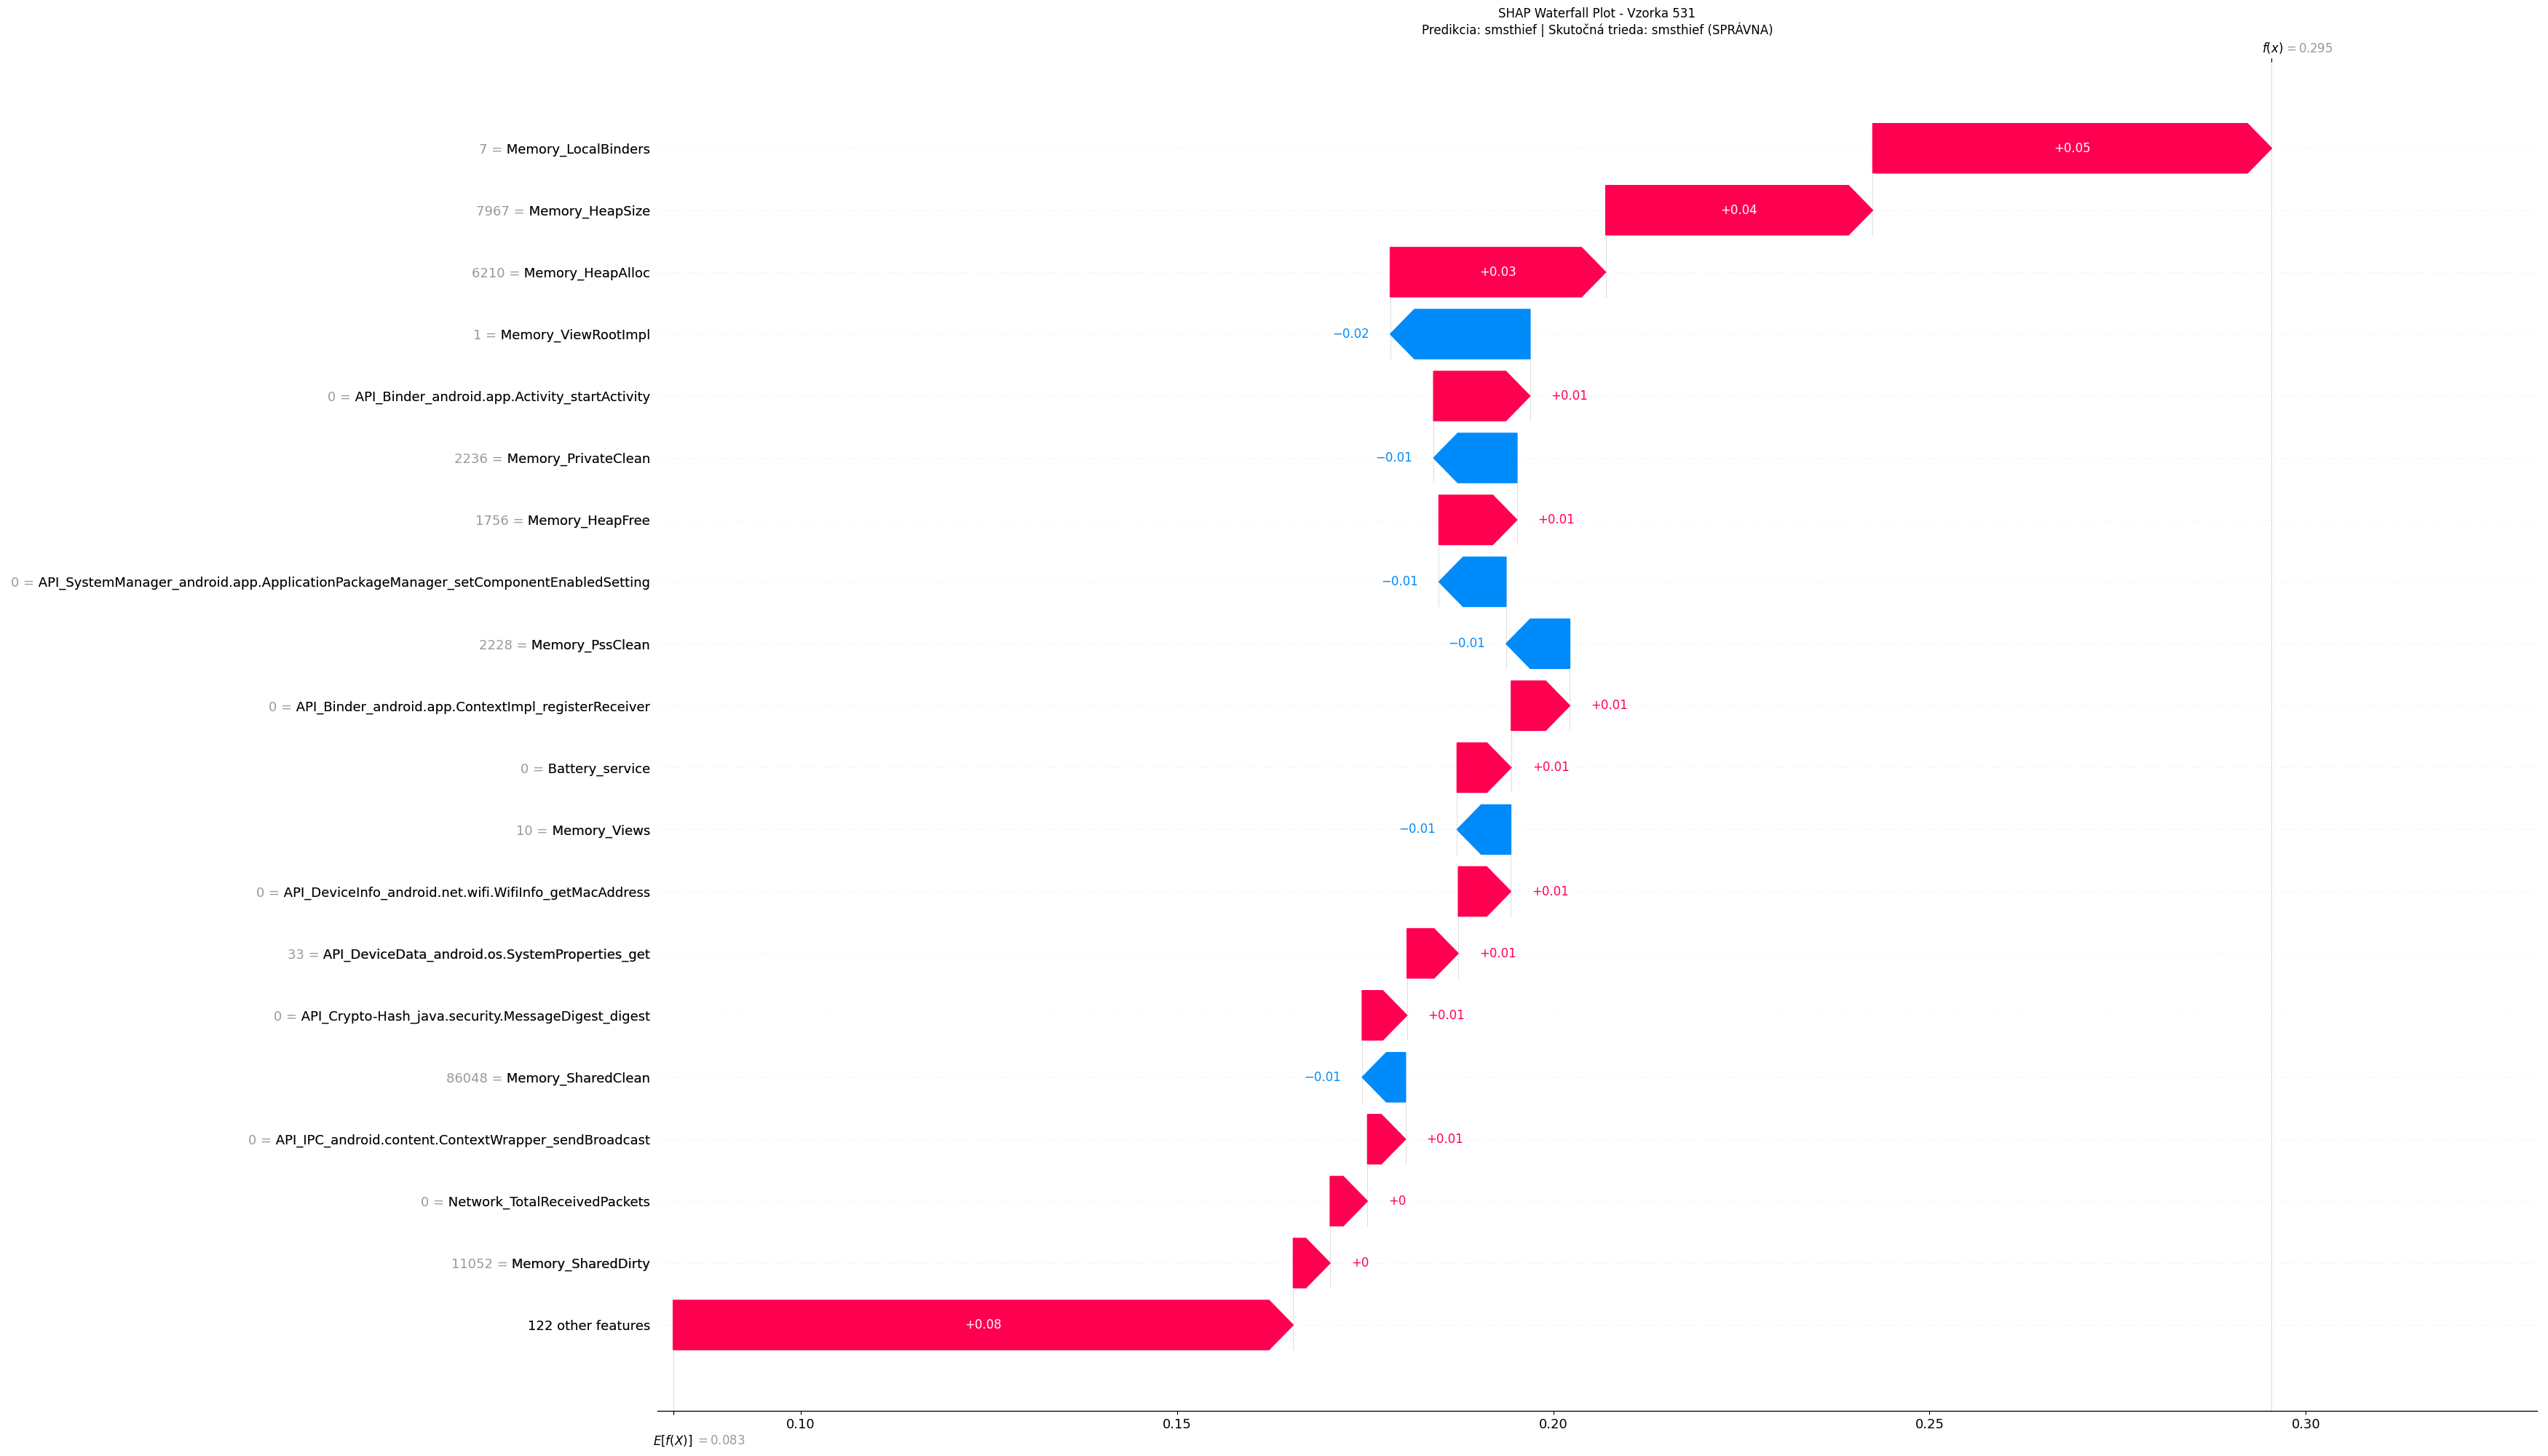 SHAP Waterfall Plot - Vzorka 531
Predikcia: smsthief | Skutočná trieda: smsthief (SPRÁVNA)
f(x) = 0.295
7 = Memory_LocalBinders
+0.05
7967 = Memory_HeapSize
+0.04
6210 = Memory_HeapAlloc
+0.03
1 = Memory_ViewRootImpl
−0.02
0 = API_Binder_android.app.Activity_startActivity
+0.01
2236 = Memory_PrivateClean
−0.01
1756 = Memory_HeapFree
+0.01
0 = API_SystemManager_android.app.ApplicationPackageManager_setComponentEnabledSetting
−0.01
2228 = Memory_PssClean
−0.01
0 = API_Binder_android.app.ContextImpl_registerReceiver
+0.01
0 = Battery_service
+0.01
10 = Memory_Views
−0.01
0 = API_DeviceInfo_android.net.wifi.WifiInfo_getMacAddress
+0.01
33 = API_DeviceData_android.os.SystemProperties_get
+0.01
0 = API_Crypto-Hash_java.security.MessageDigest_digest
+0.01
86048 = Memory_SharedClean
−0.01
0 = API_IPC_android.content.ContextWrapper_sendBroadcast
+0.01
0 = Network_TotalReceivedPackets
+0
11052 = Memory_SharedDirty
+0
122 other features
+0.08
0.10 0.15 0.20 0.25 0.30
E[f(X)] = 0.083